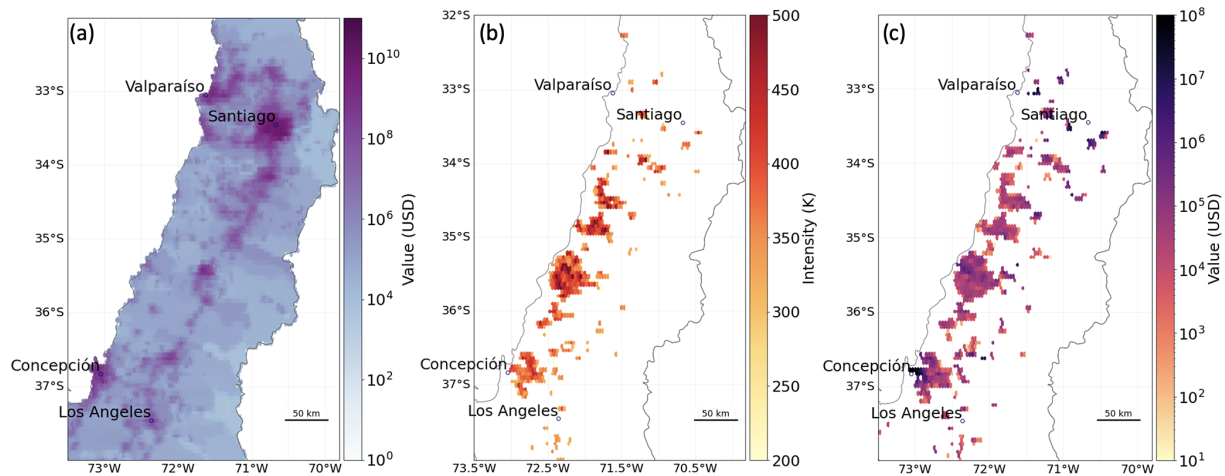 (a)
Valparaíso
Santiago
Concepción
Los Angeles
50 km
33°S
34°S
35°S
36°S
37°S
73°W
72°W
71°W
70°W
10^10
10^8
10^6
10^4
10^2
10^0
Value (USD)
(b)
Valparaíso
Santiago
Concepción
Los Angeles
50 km
32°S
33°S
34°S
35°S
36°S
37°S
73.5°W
72.5°W
71.5°W
70.5°W
500
450
400
350
300
250
200
Intensity (K)
(c)
Valparaíso
Santiago
Concepción
Los Angeles
50 km
33°S
34°S
35°S
36°S
37°S
73°W
72°W
71°W
70°W
10^8
10^7
10^6
10^5
10^4
10^3
10^2
10^1
Value (USD)